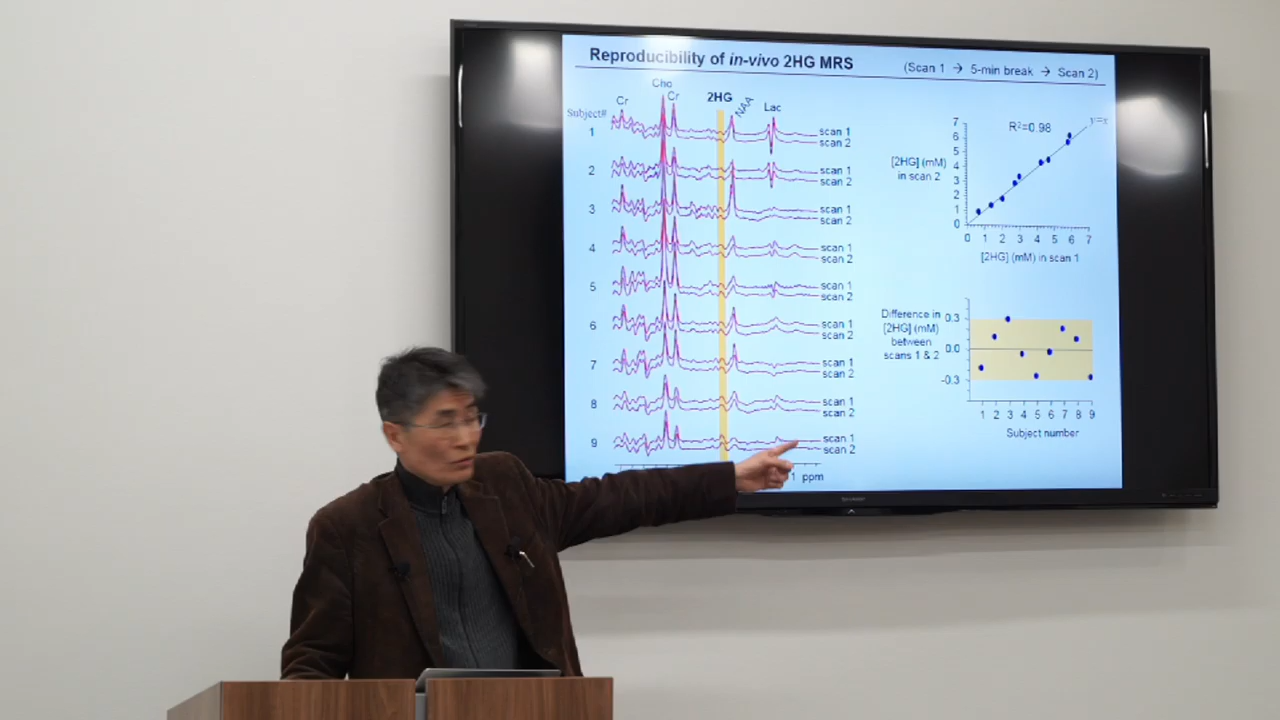 Reproducibility of in-vivo 2HG MRS
(Scan 1 → 5-min break → Scan 2)
Cr
Cho
Cr
2HG
NAA
Lac
Subject#
1
scan 1
scan 2
2
scan 1
scan 2
3
scan 1
scan 2
4
scan 1
scan 2
5
scan 1
scan 2
6
scan 1
scan 2
7
scan 1
scan 2
8
scan 1
scan 2
9
scan 1
scan 2
1 ppm
R²=0.98
y=x
[2HG] (mM)
in scan 2
7
6
5
4
3
2
1
0
0 1 2 3 4 5 6 7
[2HG] (mM) in scan 1
Difference in
[2HG] (mM)
between
scans 1 & 2
0.3
0.0
-0.3
1 2 3 4 5 6 7 8 9
Subject number
SHARP